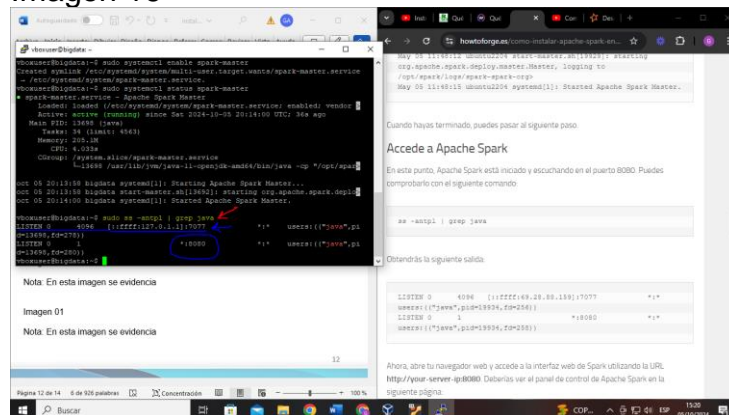 Imagen 10
Autoguardado
vboxuser@bigdata: ~
vboxuser@bigdata:~$ sudo systemctl enable spark-master
Created symlink /etc/systemd/system/multi-user.target.wants/spark-master.service
→ /etc/systemd/system/spark-master.service.
vboxuser@bigdata:~$ sudo systemctl status spark-master
● spark-master.service - Apache Spark Master
Loaded: loaded (/etc/systemd/system/spark-master.service; enabled; vendor
Active: active (running) since Sat 2024-10-05 20:14:00 UTC; 36s ago
Main PID: 13698 (java)
Tasks: 34 (limit: 4563)
Memory: 205.1M
CPU: 4.033s
CGroup: /system.slice/spark-master.service
└─13698 /usr/lib/jvm/java-11-openjdk-amd64/bin/java -cp "/opt/spar
oct 05 20:13:58 bigdata systemd[1]: Starting Apache Spark Master...
oct 05 20:13:58 bigdata start-master.sh[13692]: starting org.apache.spark.deplo
oct 05 20:14:00 bigdata systemd[1]: Started Apache Spark Master.
vboxuser@bigdata:~$ sudo ss -antpl | grep java
LISTEN 0 4096 [::ffff:127.0.1.1]:7077 *:* users:(("java",pi
d=13698,fd=278))
LISTEN 0 1 *:8080 *:* users:(("java",pi
d=13698,fd=280))
vboxuser@bigdata:~$
Nota: En esta imagen se evidencia
Imagen 01
Nota: En esta imagen se evidencia
12
Página 12 de 14 6 de 926 palabras Concentración 100 %
howtoforge.es/como-instalar-apache-spark-en...
May 05 11:48:12 ubuntu2204 start-master.sh[19928]: starting
org.apache.spark.deploy.master.Master, logging to
/opt/spark/logs/spark-spark-org>
May 05 11:48:15 ubuntu2204 systemd[1]: Started Apache Spark Master.
Cuando hayas terminado, puedes pasar al siguiente paso.
Accede a Apache Spark
En este punto, Apache Spark está iniciado y escuchando en el puerto 8080. Puedes
comprobarlo con el siguiente comando:
ss -antpl | grep java
Obtendrás la siguiente salida:
LISTEN 0 4096 [::ffff:69.28.88.159]:7077 *:*
users:(("java",pid=19934,fd=256))
LISTEN 0 1 *:8080 *:*
users:(("java",pid=19934,fd=258))
Ahora, abre tu navegador web y accede a la interfaz web de Spark utilizando la URL
http://your-server-ip:8080. Deberías ver el panel de control de Apache Spark en la
siguiente página:
Buscar
COP...
ESP
15:20
05/10/2024